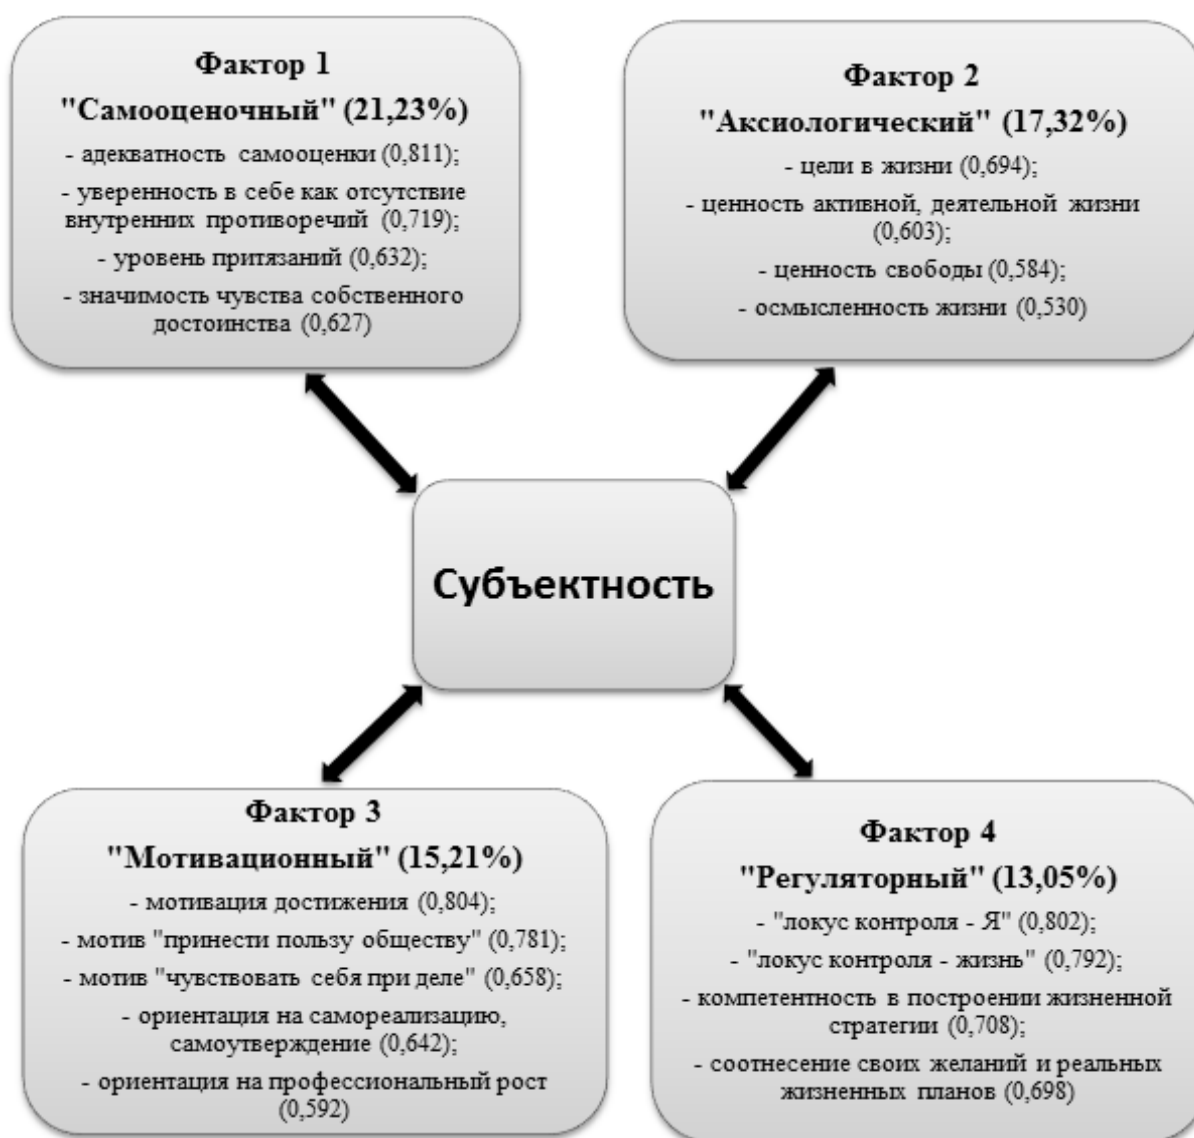 Фактор 1
"Самооценочный" (21,23%)
- адекватность самооценки (0,811);
- уверенность в себе как отсутствие
внутренних противоречий (0,719);
- уровень притязаний (0,632);
- значимость чувства собственного
достоинства (0,627)
Фактор 2
"Аксиологический" (17,32%)
- цели в жизни (0,694);
- ценность активной, деятельной жизни
(0,603);
- ценность свободы (0,584);
- осмысленность жизни (0,530)
Субъектность
Фактор 3
"Мотивационный" (15,21%)
- мотивация достижения (0,804);
- мотив "принести пользу обществу" (0,781);
- мотив "чувствовать себя при деле" (0,658);
- ориентация на самореализацию,
самоутверждение (0,642);
- ориентация на профессиональный рост
(0,592)
Фактор 4
"Регуляторный" (13,05%)
- "локус контроля - Я" (0,802);
- "локус контроля - жизнь" (0,792);
- компетентность в построении жизненной
стратегии (0,708);
- соотнесение своих желаний и реальных
жизненных планов (0,698)